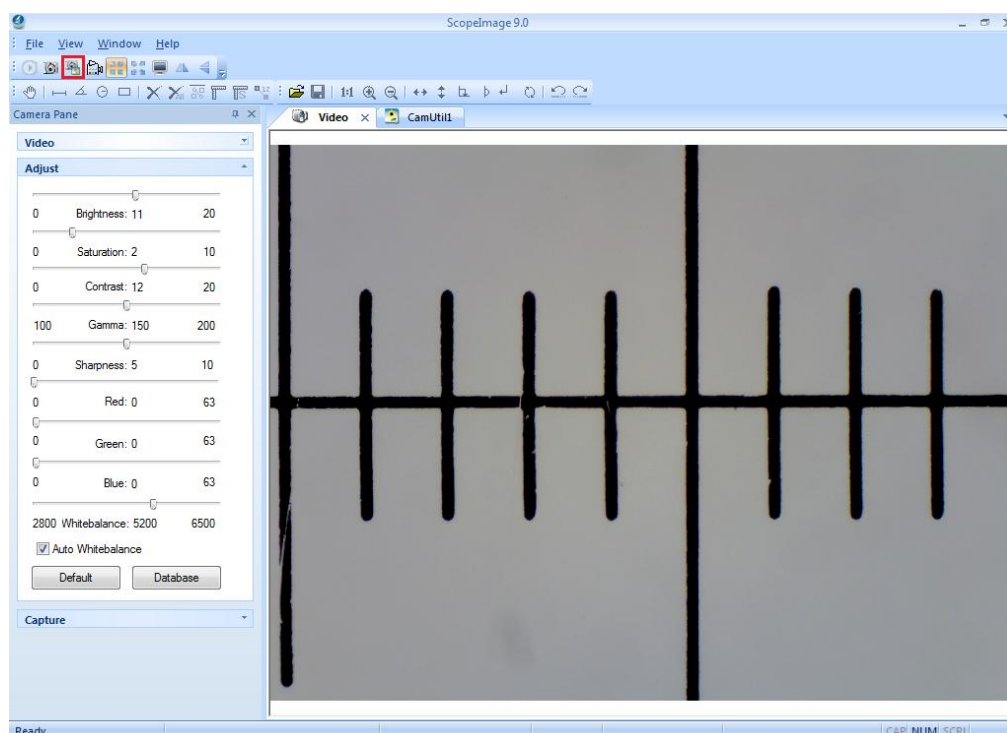 ScopeImage 9.0
File View Window Help
1:1
Camera Pane
Video CamUtil1
Video
Adjust
0 Brightness: 11 20
0 Saturation: 2 10
0 Contrast: 12 20
100 Gamma: 150 200
0 Sharpness: 5 10
0 Red: 0 63
0 Green: 0 63
0 Blue: 0 63
2800 Whitebalance: 5200 6500
Auto Whitebalance
Default Database
Capture
Ready CAP NUM SCRL